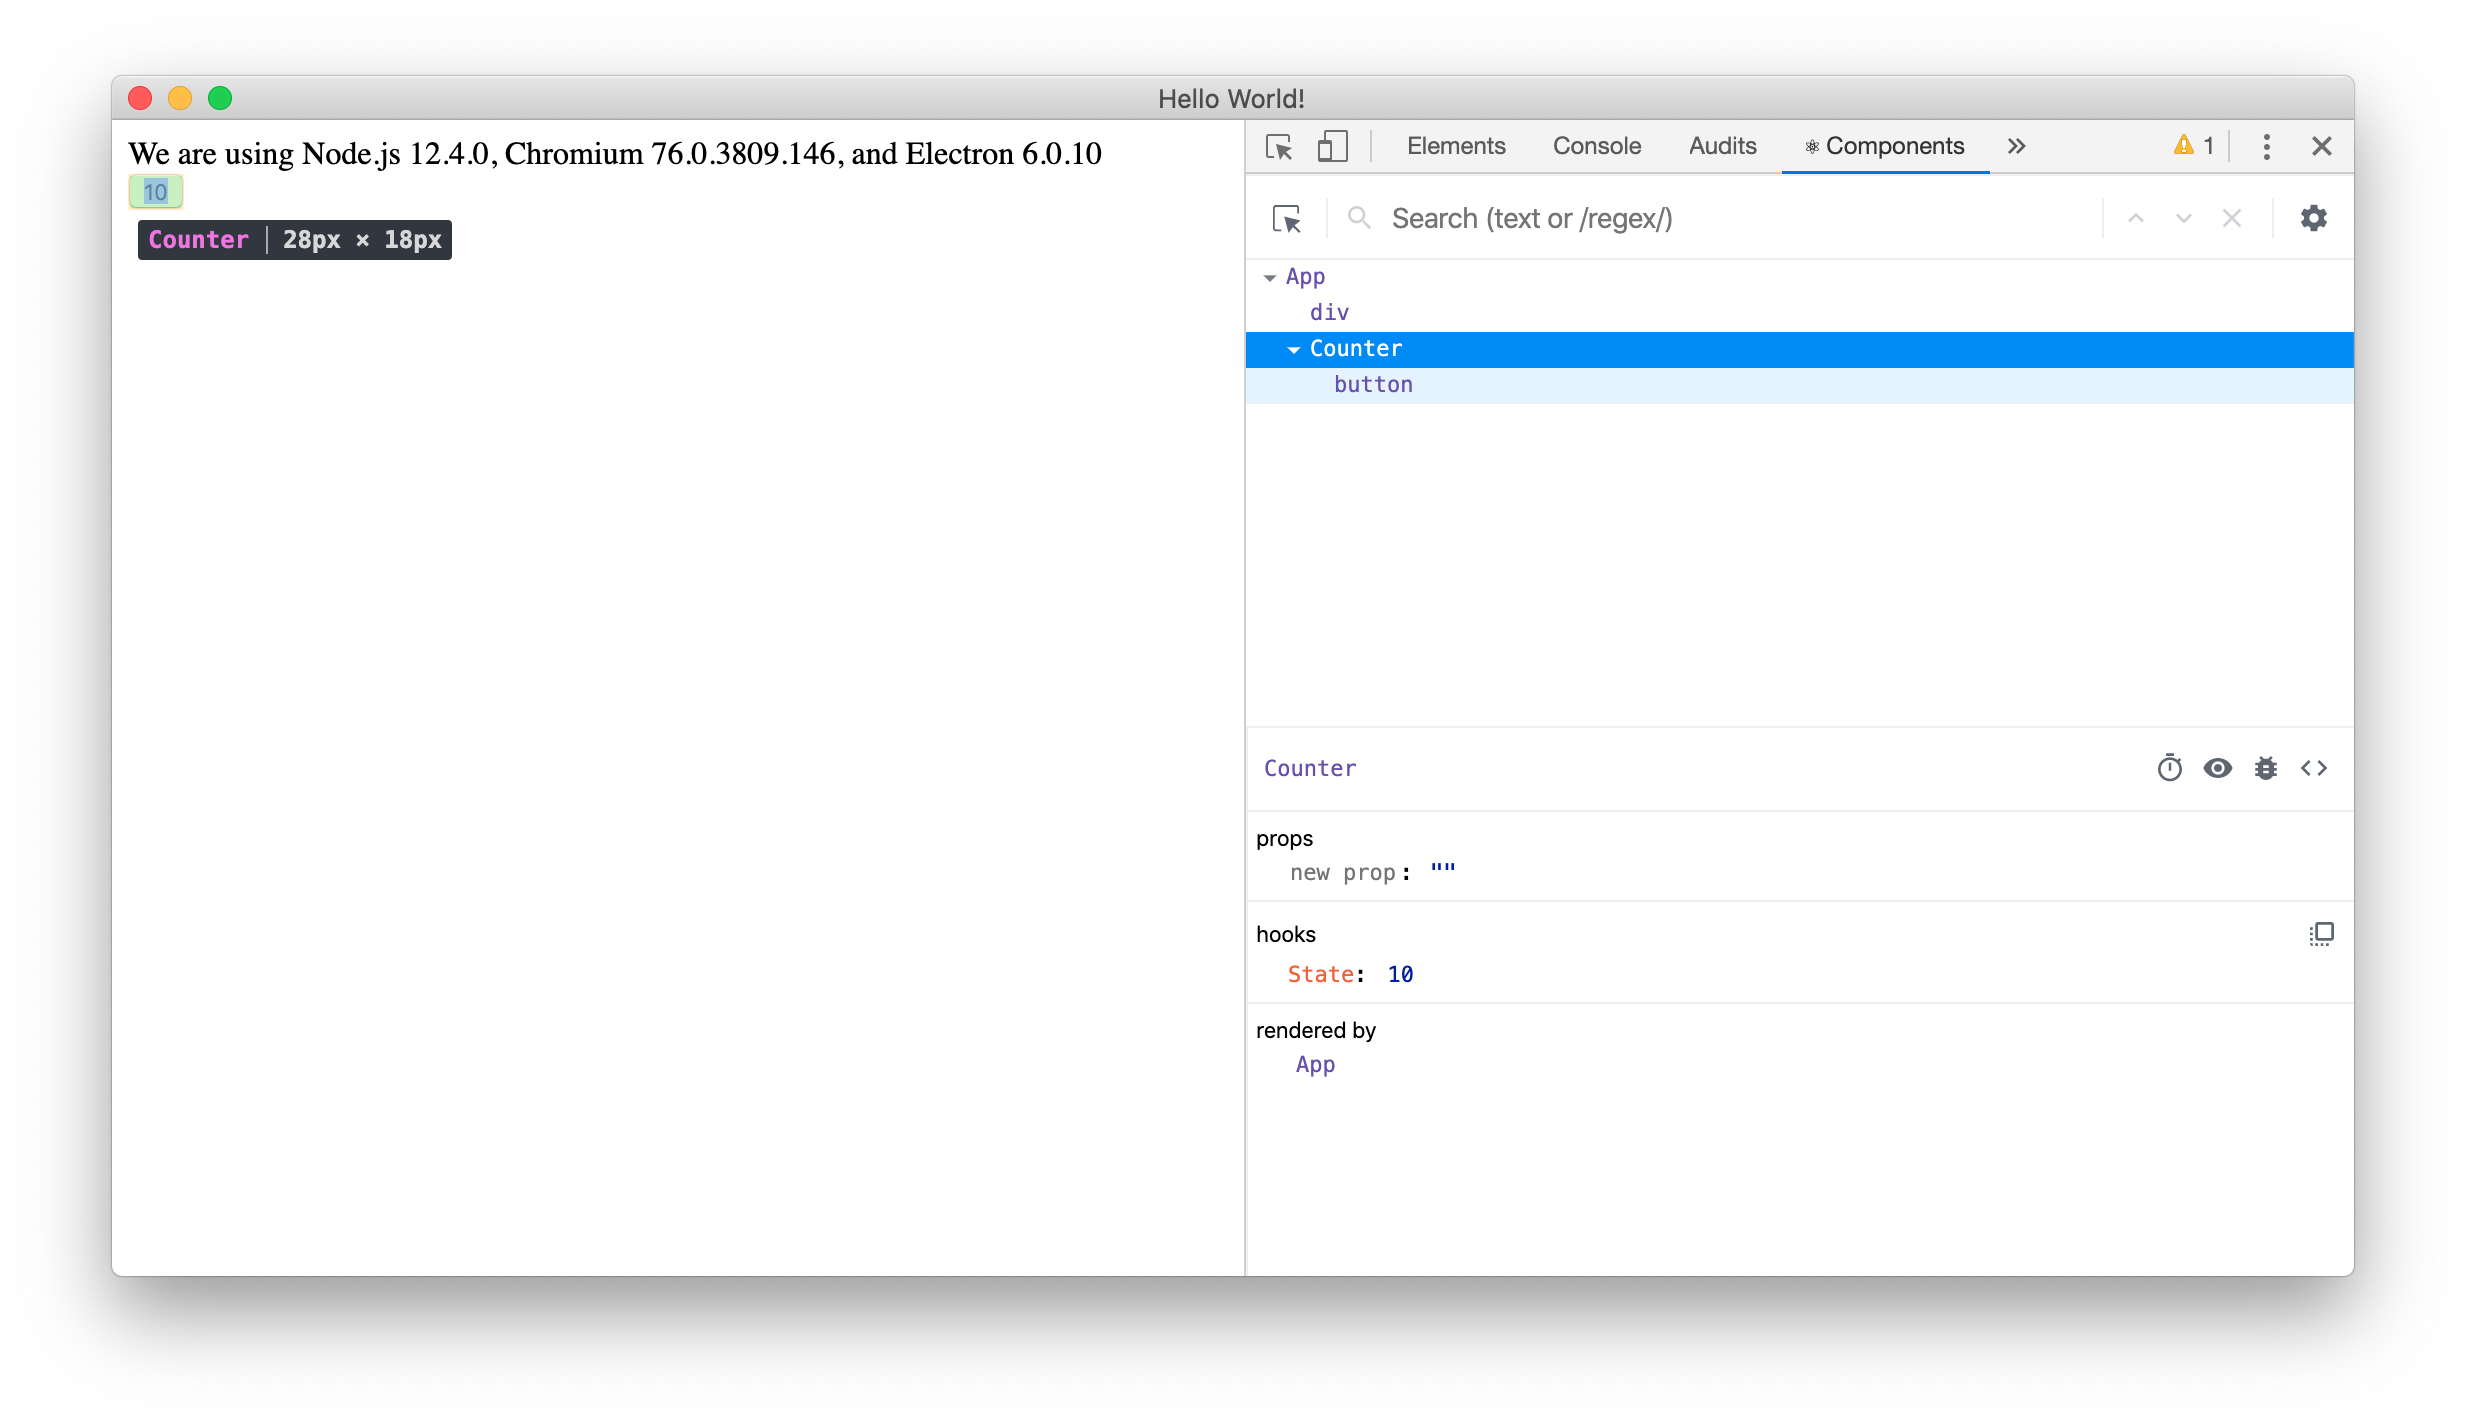 Hello World!
We are using Node.js 12.4.0, Chromium 76.0.3809.146, and Electron 6.0.10
10
Counter | 28px × 18px
Elements Console Audits ⚛ Components » 1
Search (text or /regex/)
App
div
Counter
button
Counter
props
new prop: ""
hooks
State: 10
rendered by
App